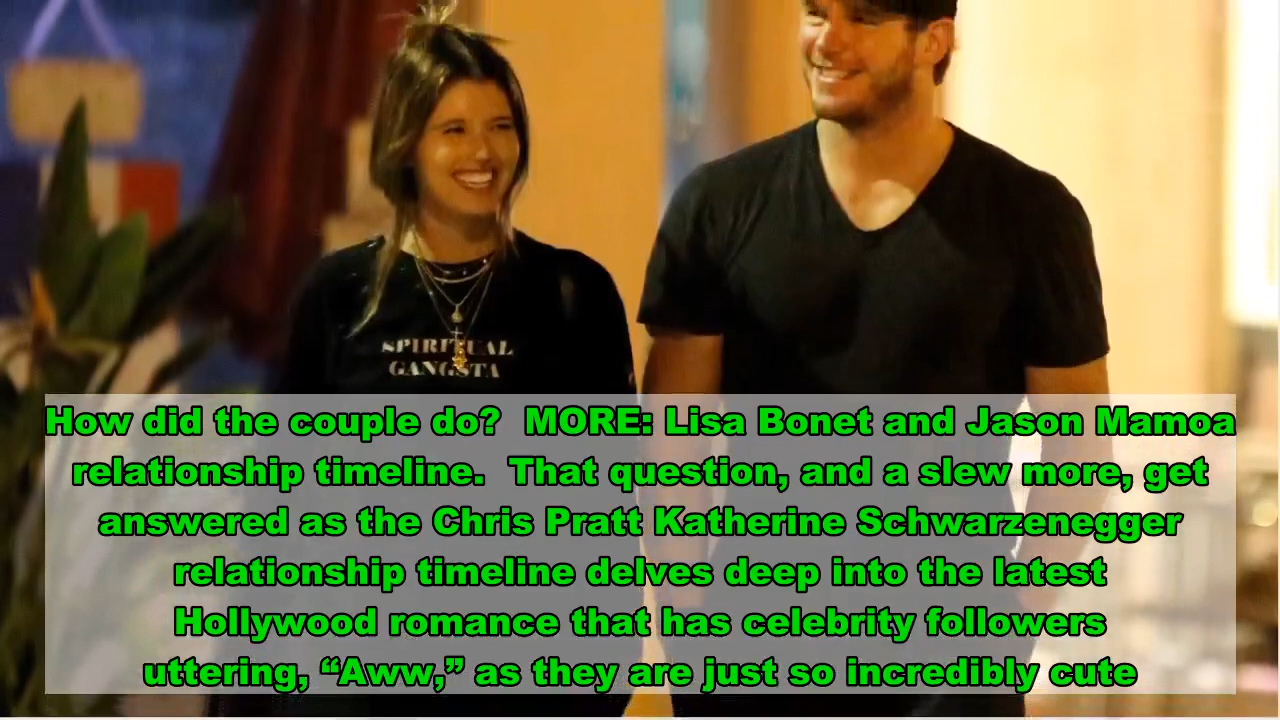 SPIRITUAL
GANGSTA
How did the couple do?  MORE: Lisa Bonet and Jason Mamoa
relationship timeline.  That question, and a slew more, get
answered as the Chris Pratt Katherine Schwarzenegger
relationship timeline delves deep into the latest
Hollywood romance that has celebrity followers
uttering, “Aww,” as they are just so incredibly cute